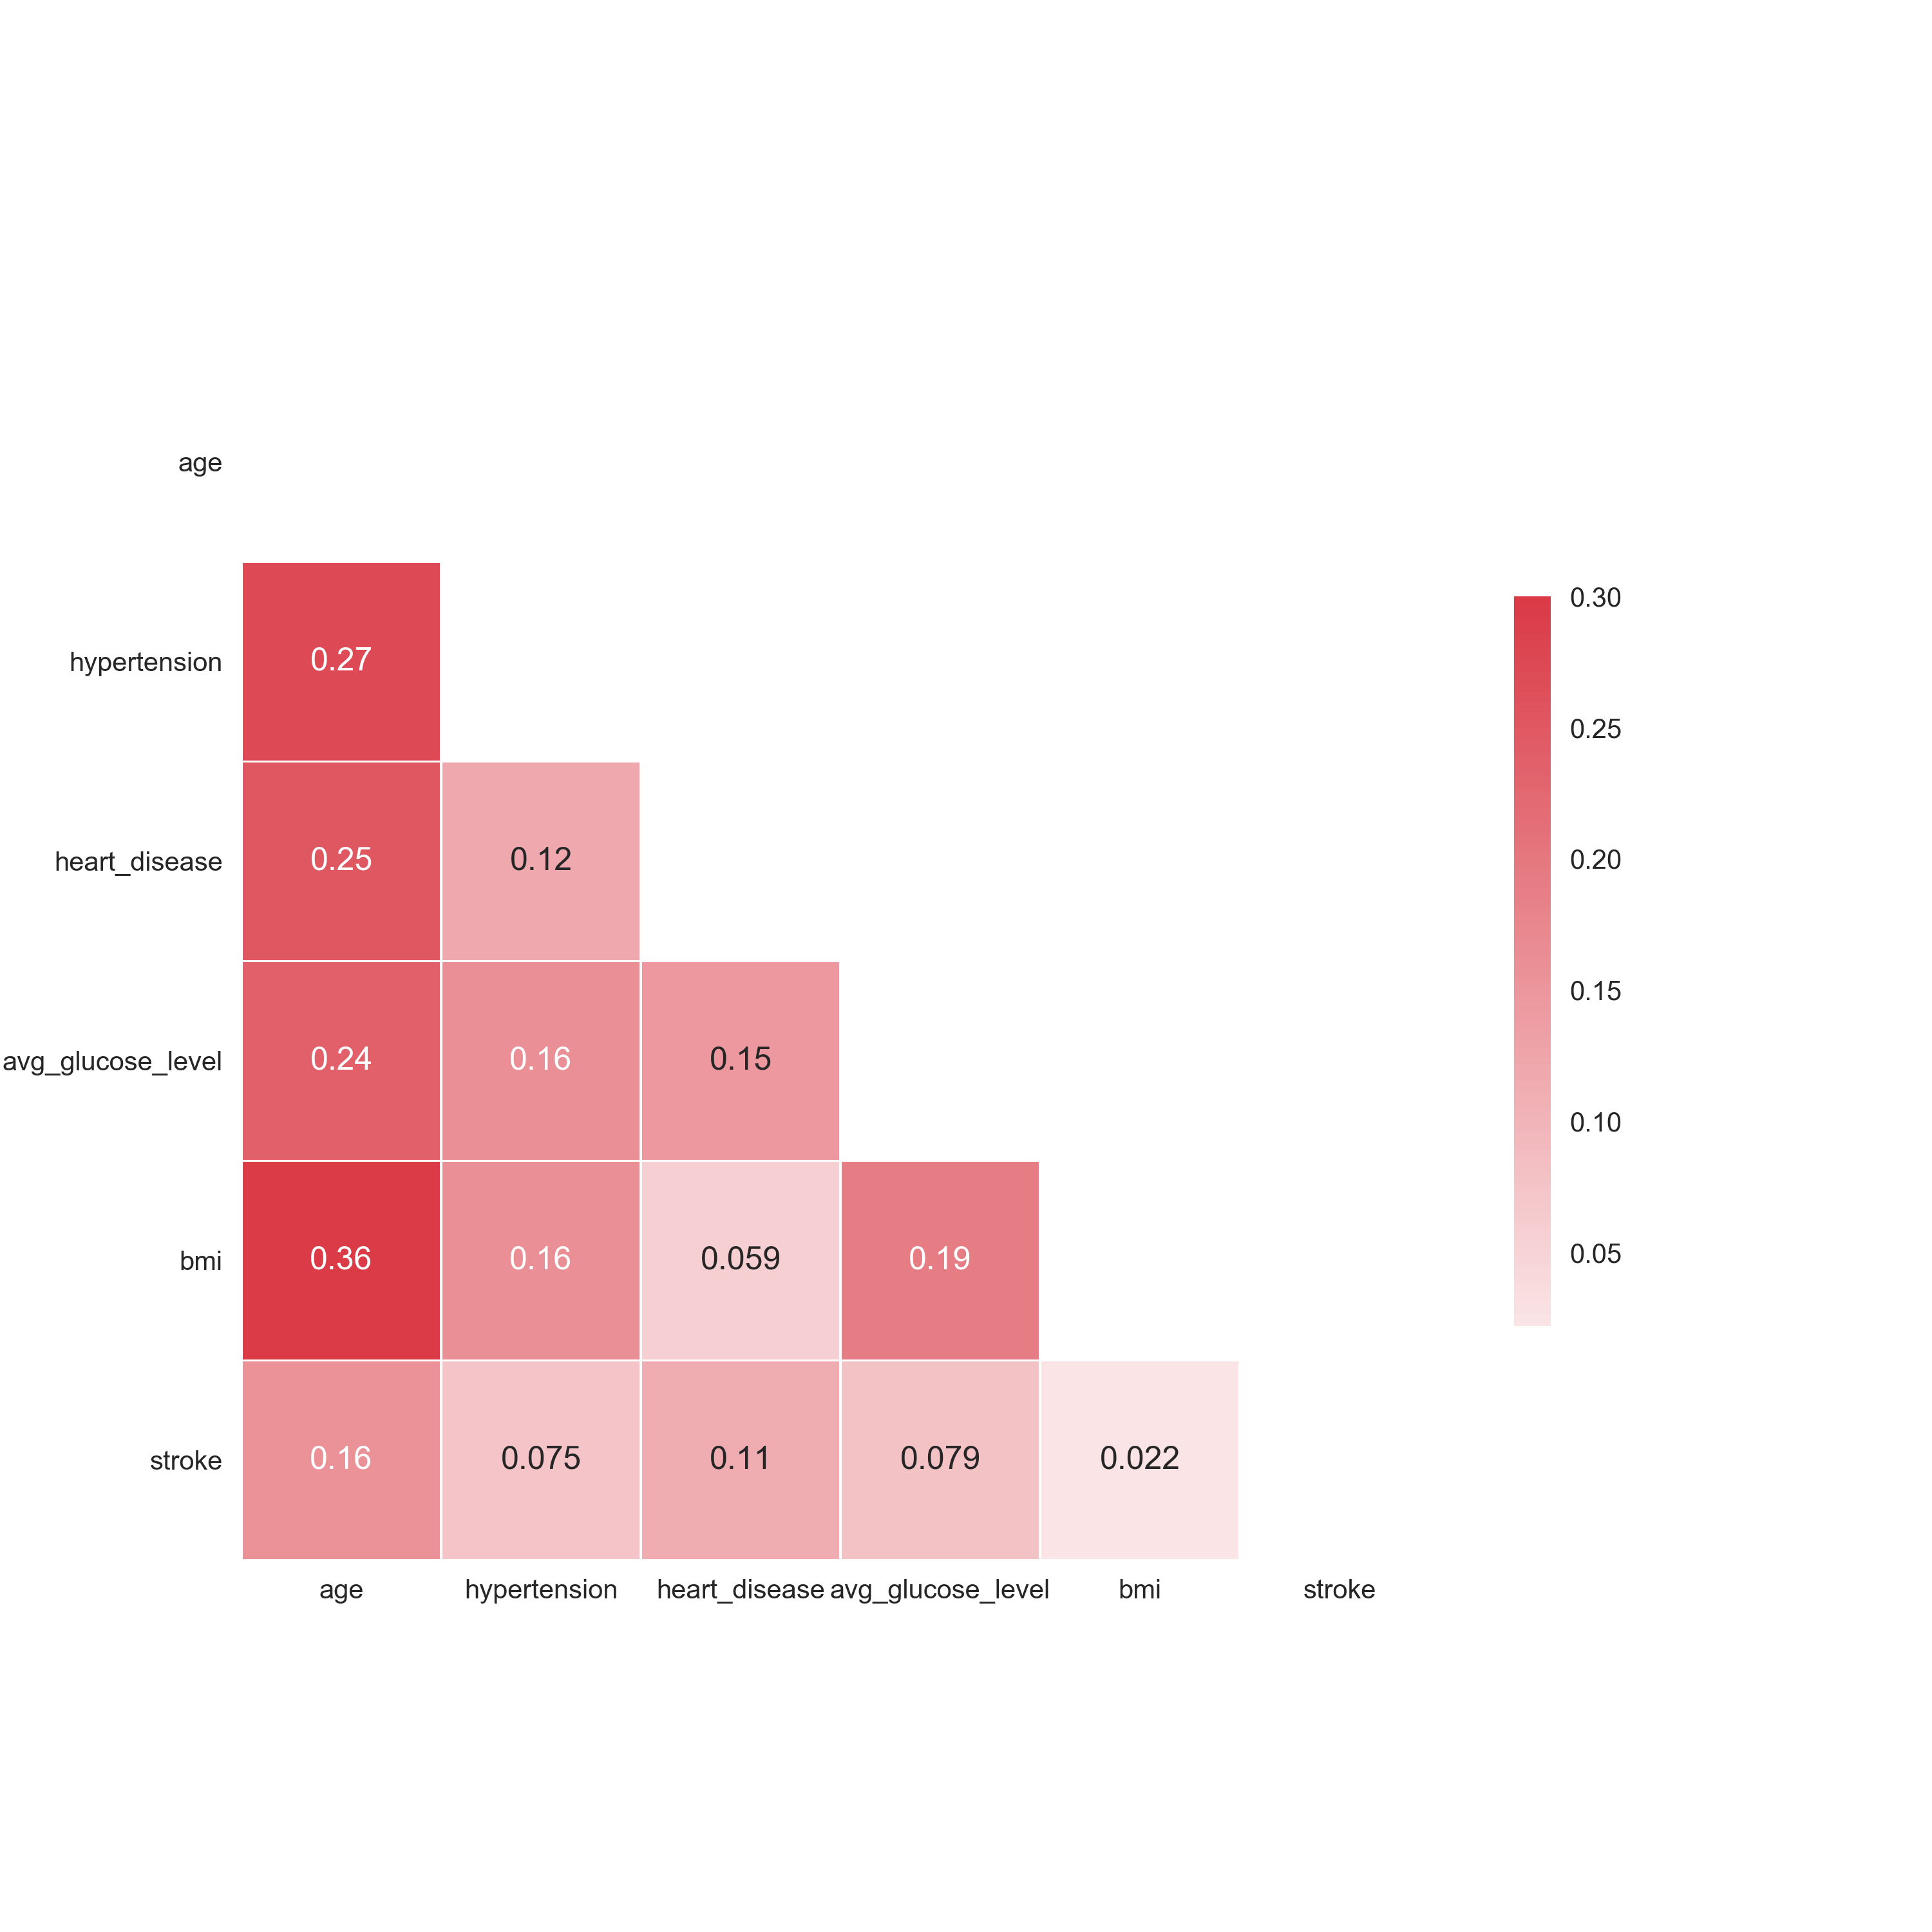 age
hypertension 0.27
heart_disease 0.25 0.12
avg_glucose_level 0.24 0.16 0.15
bmi 0.36 0.16 0.059 0.19
stroke 0.16 0.075 0.11 0.079 0.022
age hypertension heart_disease avg_glucose_level bmi stroke
0.30
0.25
0.20
0.15
0.10
0.05